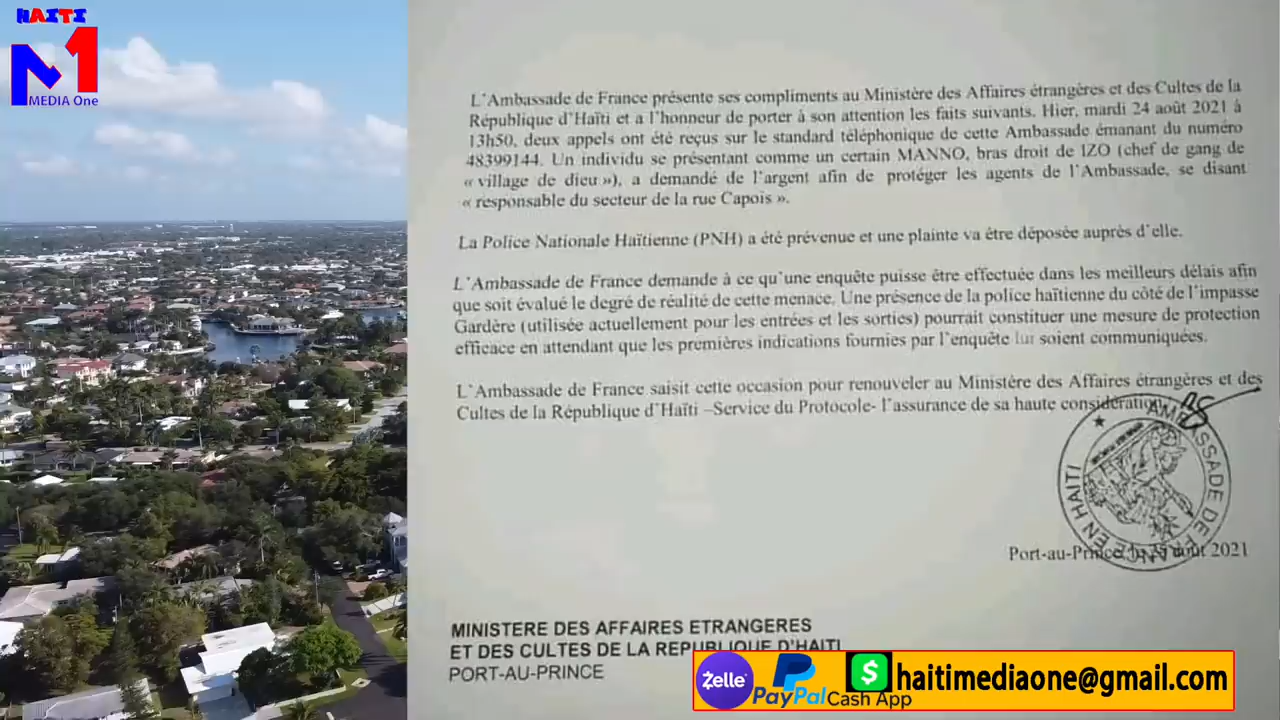 HAITI
M1
MEDIA One
L'Ambassade de France présente ses compliments au Ministère des Affaires étrangères et des Cultes de la
République d'Haïti et a l'honneur de porter à son attention les faits suivants. Hier, mardi 24 août 2021 à
13h50, deux appels ont été reçus sur le standard téléphonique de cette Ambassade émanant du numéro
48399144. Un individu se présentant comme un certain MANNO, bras droit de IZO (chef de gang de
« village de dieu »), a demandé de l'argent afin de protéger les agents de l'Ambassade, se disant
« responsable du secteur de la rue Capois ».
La Police Nationale Haïtienne (PNH) a été prévenue et une plainte va être déposée auprès d'elle.
L'Ambassade de France demande à ce qu'une enquête puisse être effectuée dans les meilleurs délais afin
que soit évalué le degré de réalité de cette menace. Une présence de la police haïtienne du côté de l'impasse
Gardère (utilisée actuellement pour les entrées et les sorties) pourrait constituer une mesure de protection
efficace en attendant que les premières indications fournies par l'enquête lui soient communiquées.
L'Ambassade de France saisit cette occasion pour renouveler au Ministère des Affaires étrangères et des
Cultes de la République d'Haïti –Service du Protocole- l'assurance de sa haute considération
AMBASSADE DE FRANCE EN HAITI
Port-au-Prince, le 25 août 2021
MINISTERE DES AFFAIRES ETRANGERES
ET DES CULTES DE LA REPUBLIQUE D'HAITI
PORT-AU-PRINCE
Zelle
PayPal
$
Cash App
haitimediaone@gmail.com